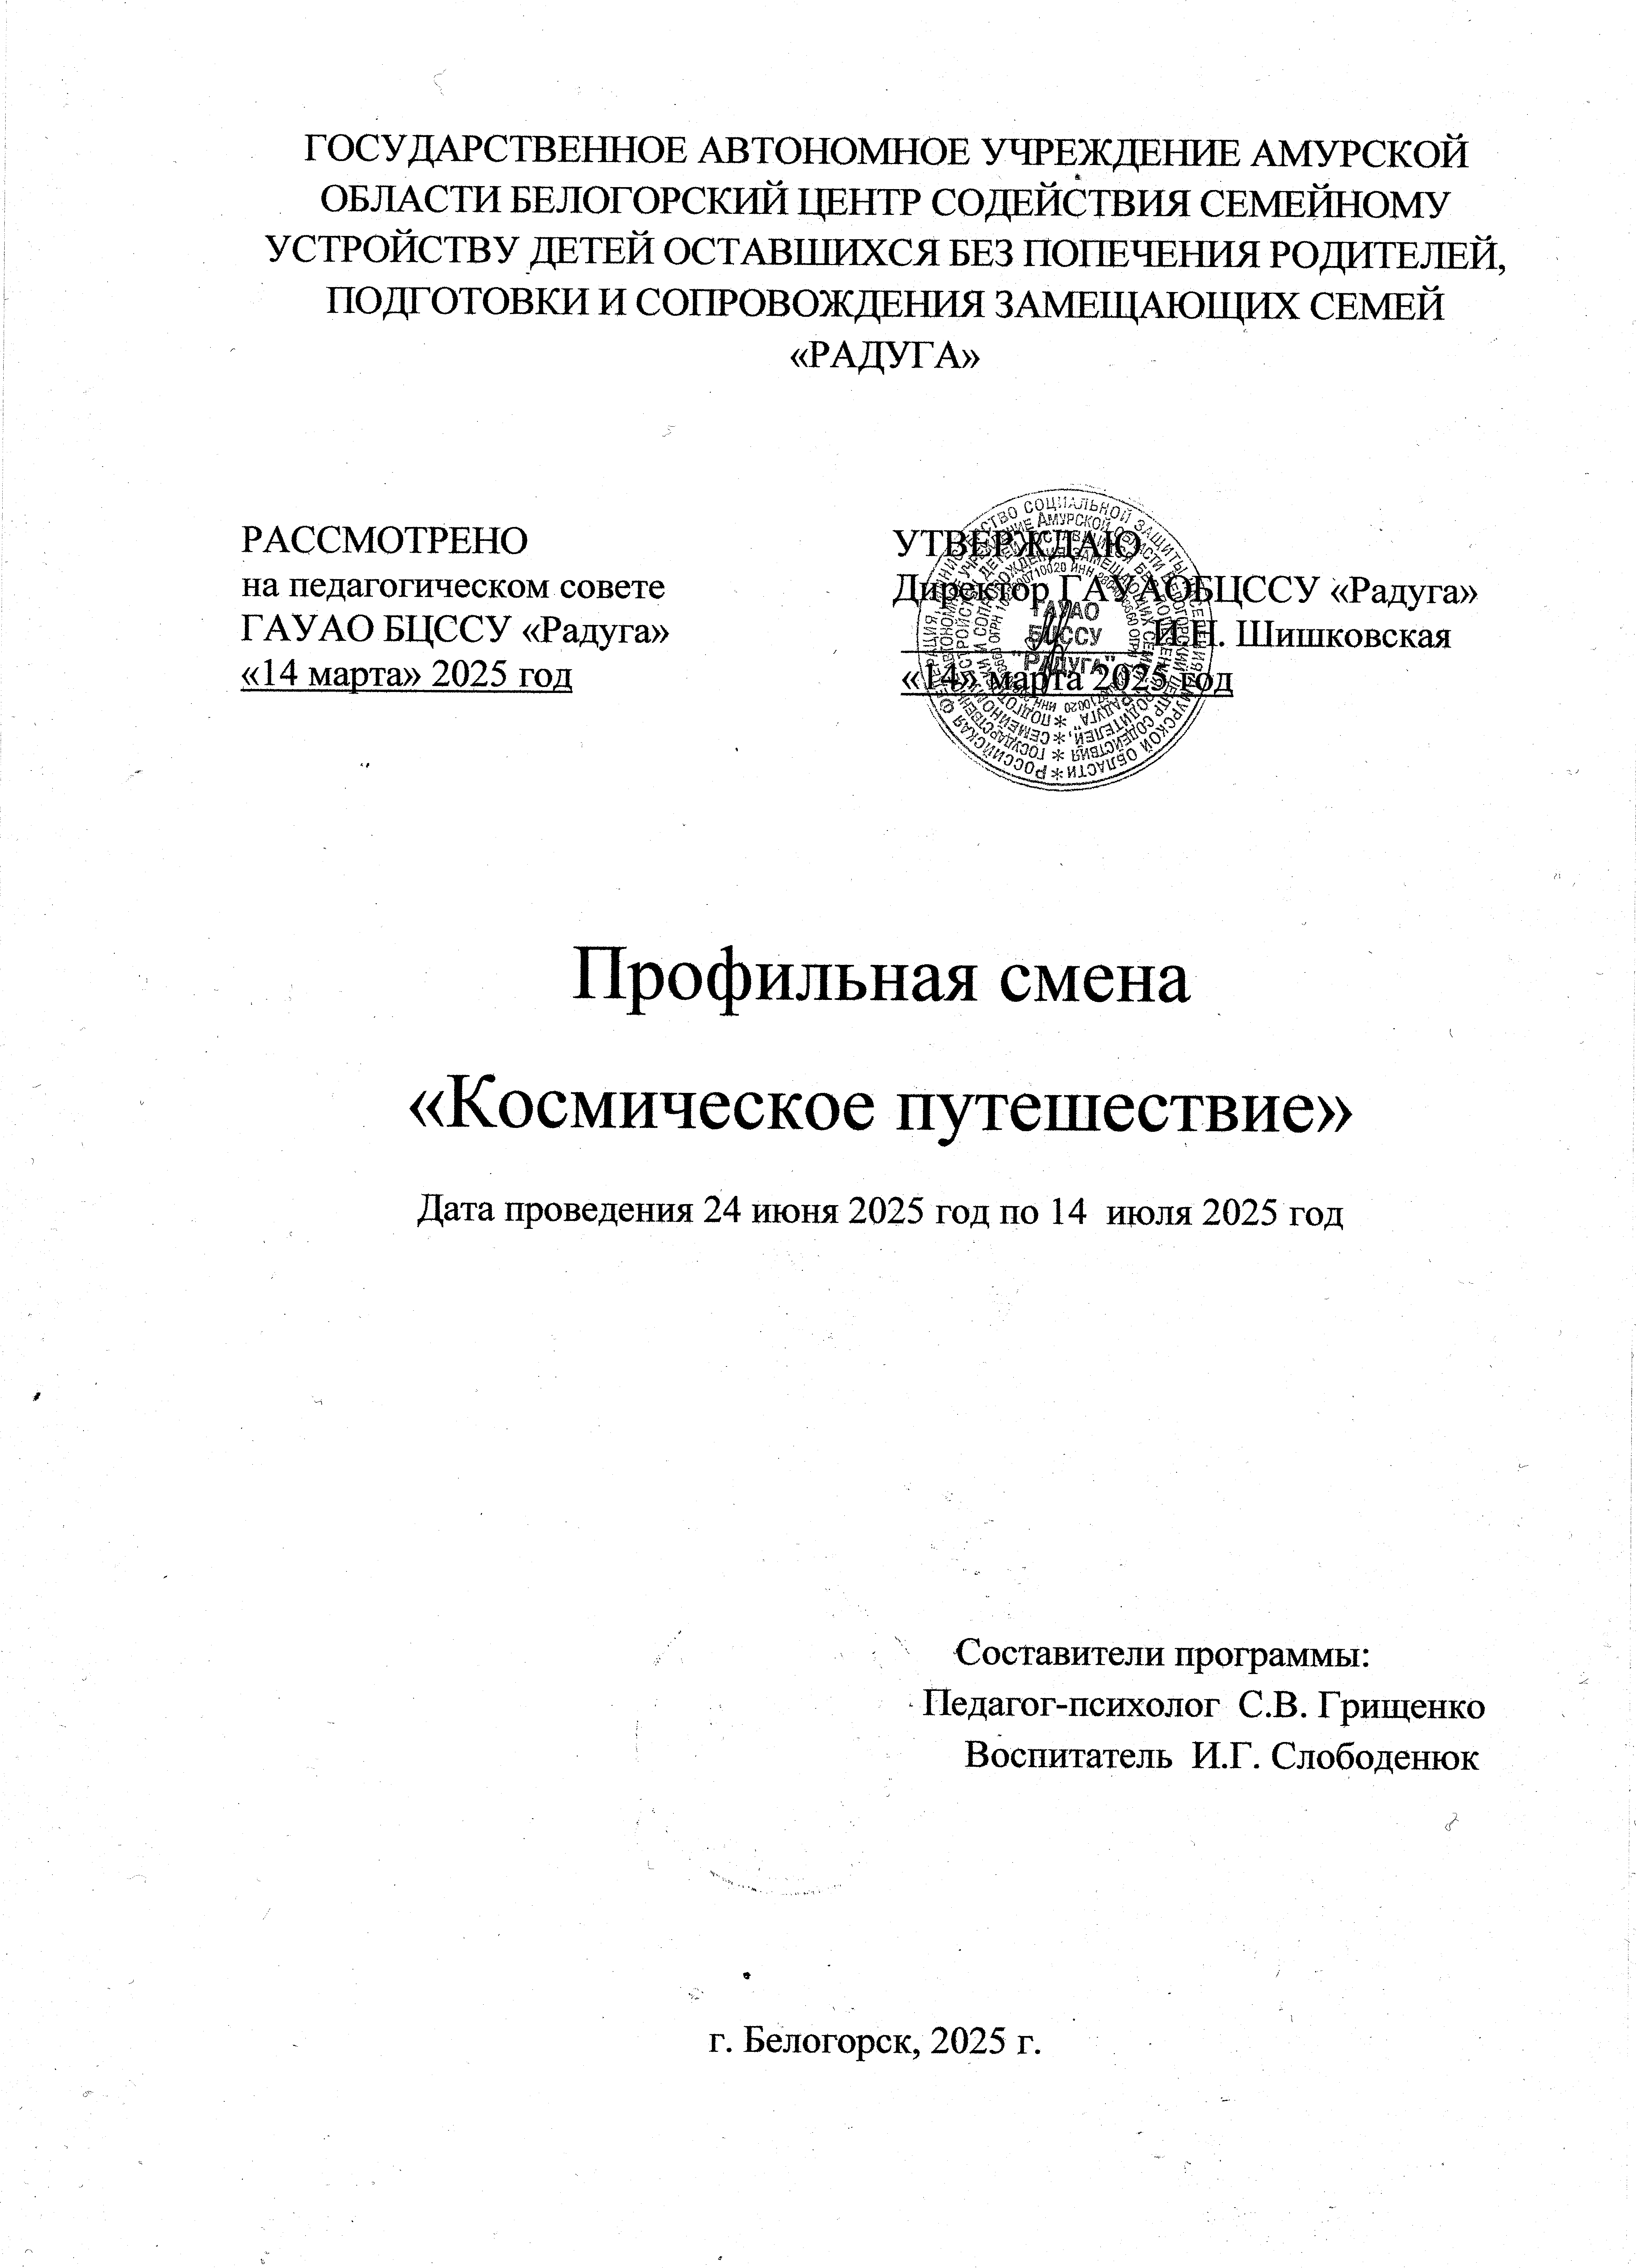 ГОСУДАРСТВЕННОЕ АВТОНОМНОЕ УЧРЕЖДЕНИЕ АМУРСКОЙ
ОБЛАСТИ БЕЛОГОРСКИЙ ЦЕНТР СОДЕЙСТВИЯ СЕМЕЙНОМУ
УСТРОЙСТВУ ДЕТЕЙ ОСТАВШИХСЯ БЕЗ ПОПЕЧЕНИЯ РОДИТЕЛЕЙ,
ПОДГОТОВКИ И СОПРОВОЖДЕНИЯ ЗАМЕЩАЮЩИХ СЕМЕЙ
«РАДУГА»
РАССМОТРЕНО
на педагогическом совете
ГАУАО БЦССУ «Радуга»
«14 марта» 2025 год
УТВЕРЖДАЮ
Директор ГАУАОБЦССУ «Радуга»
И.Н. Шишковская
«14» марта 2025 год
ГАУАО
БЦССУ
"РАДУГА"
Профильная смена
«Космическое путешествие»
Дата проведения 24 июня 2025 год по 14 июля 2025 год
Составители программы:
Педагог-психолог С.В. Грищенко
Воспитатель И.Г. Слободенюк
г. Белогорск, 2025 г.